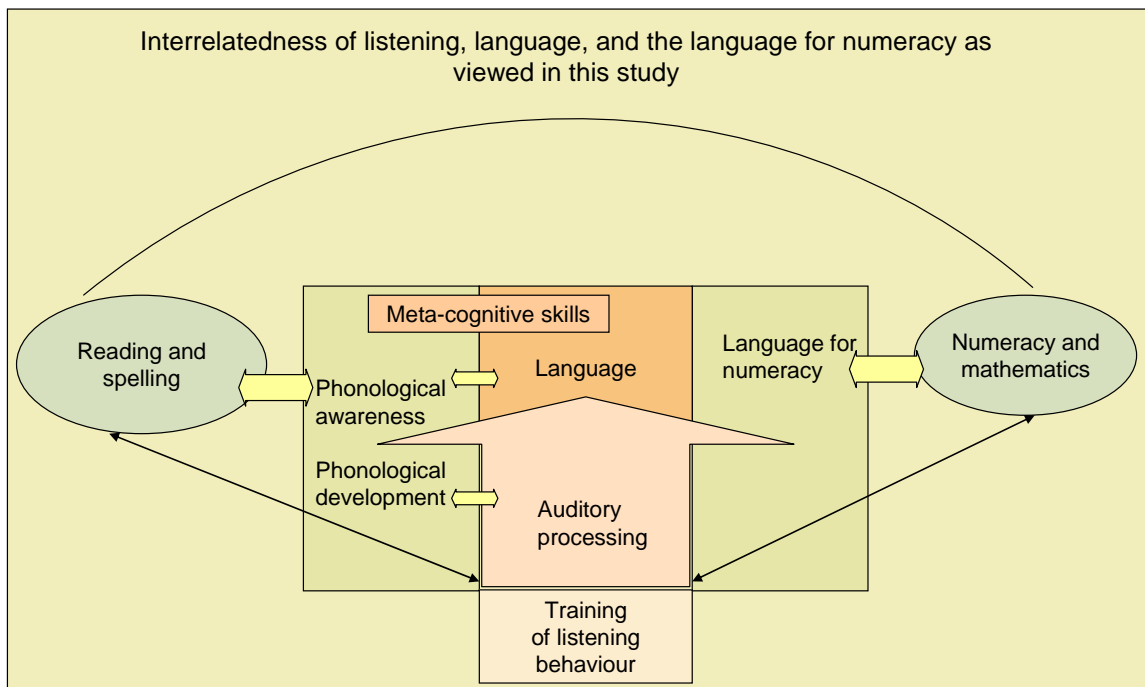 Interrelatedness of listening, language, and the language for numeracy as
viewed in this study
Meta-cognitive skills
Reading and
spelling
Language
Language for
numeracy
Numeracy and
mathematics
Phonological
awareness
Phonological
development
Auditory
processing
Training
of listening
behaviour